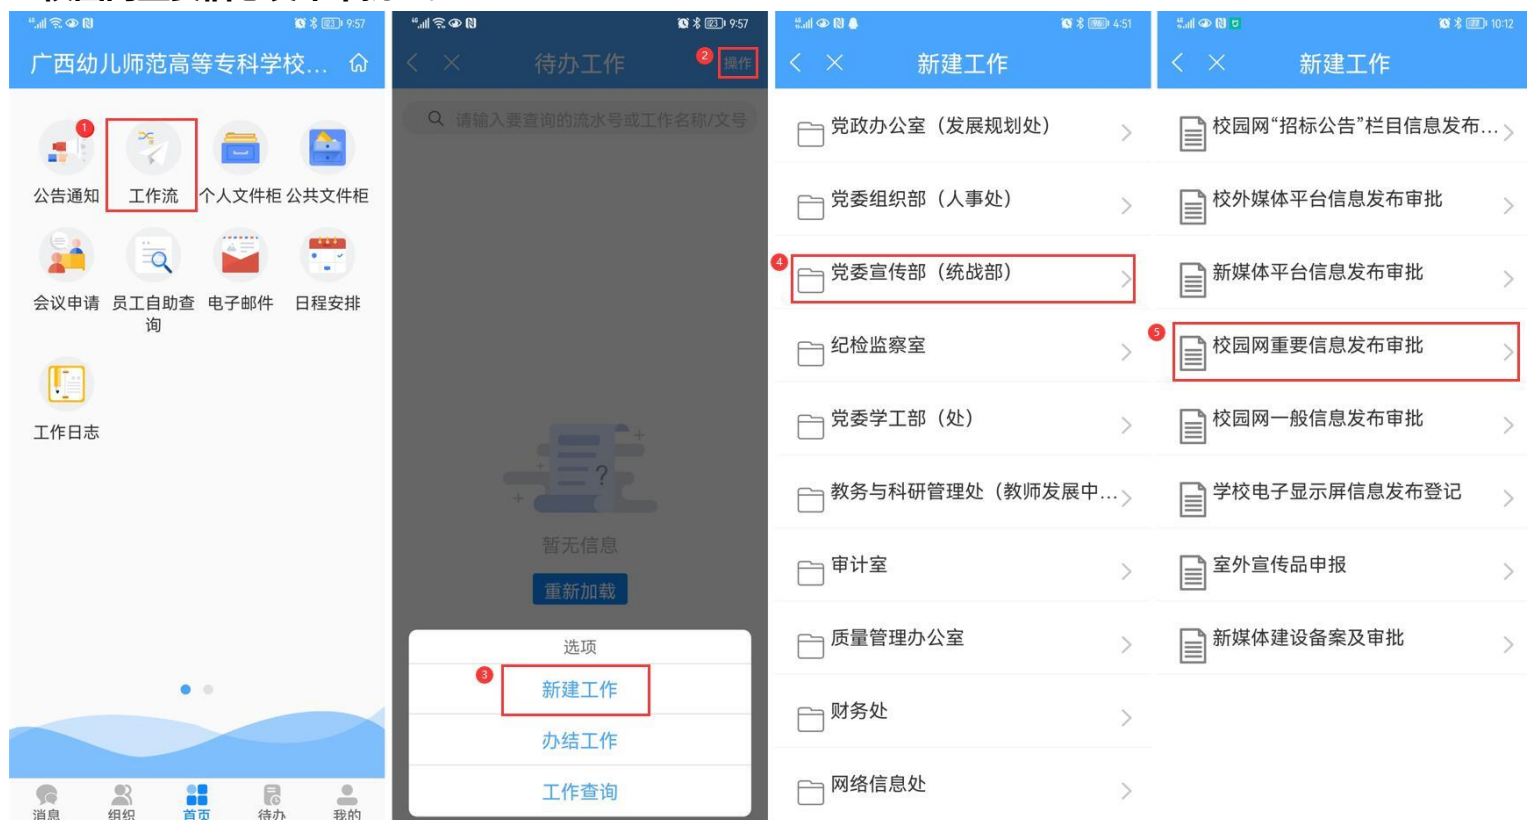 9:57
广西幼儿师范高等专科学校...
1
公告通知
工作流
个人文件柜
公共文件柜
会议申请
员工自助查询
电子邮件
日程安排
工作日志
消息
组织
首页
待办
我的
9:57
待办工作
2
操作
请输入要查询的流水号或工作名称/文号
暂无信息
重新加载
选项
3
新建工作
办结工作
工作查询
4:51
新建工作
党政办公室（发展规划处）
党委组织部（人事处）
4
党委宣传部（统战部）
纪检监察室
党委学工部（处）
教务与科研管理处（教师发展中...
审计室
质量管理办公室
财务处
网络信息处
10:12
新建工作
校园网“招标公告”栏目信息发布...
校外媒体平台信息发布审批
新媒体平台信息发布审批
5
校园网重要信息发布审批
校园网一般信息发布审批
学校电子显示屏信息发布登记
室外宣传品申报
新媒体建设备案及审批